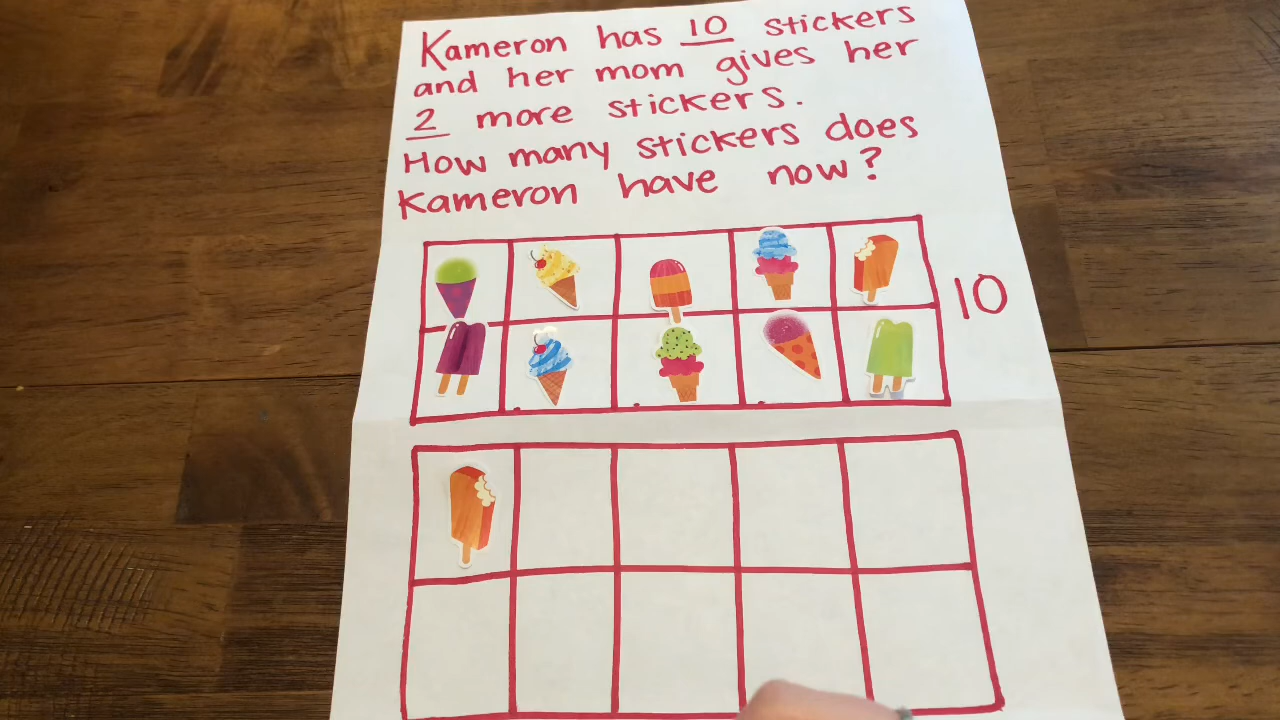 Kameron has 10 stickers
and her mom gives her
2 more stickers.
How many stickers does
Kameron have now?
10